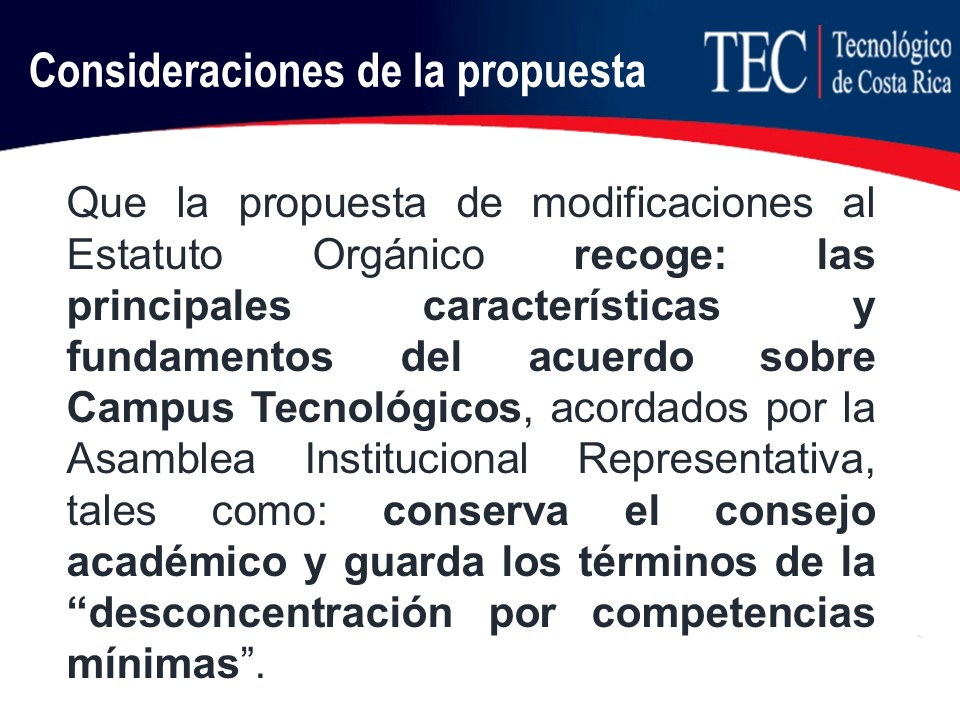 Consideraciones de la propuesta
TEC | Tecnológico
de Costa Rica
Que la propuesta de modificaciones al
Estatuto Orgánico recoge: las
principales características y
fundamentos del acuerdo sobre
Campus Tecnológicos, acordados por la
Asamblea Institucional Representativa,
tales como: conserva el consejo
académico y guarda los términos de la
“desconcentración por competencias
mínimas”.